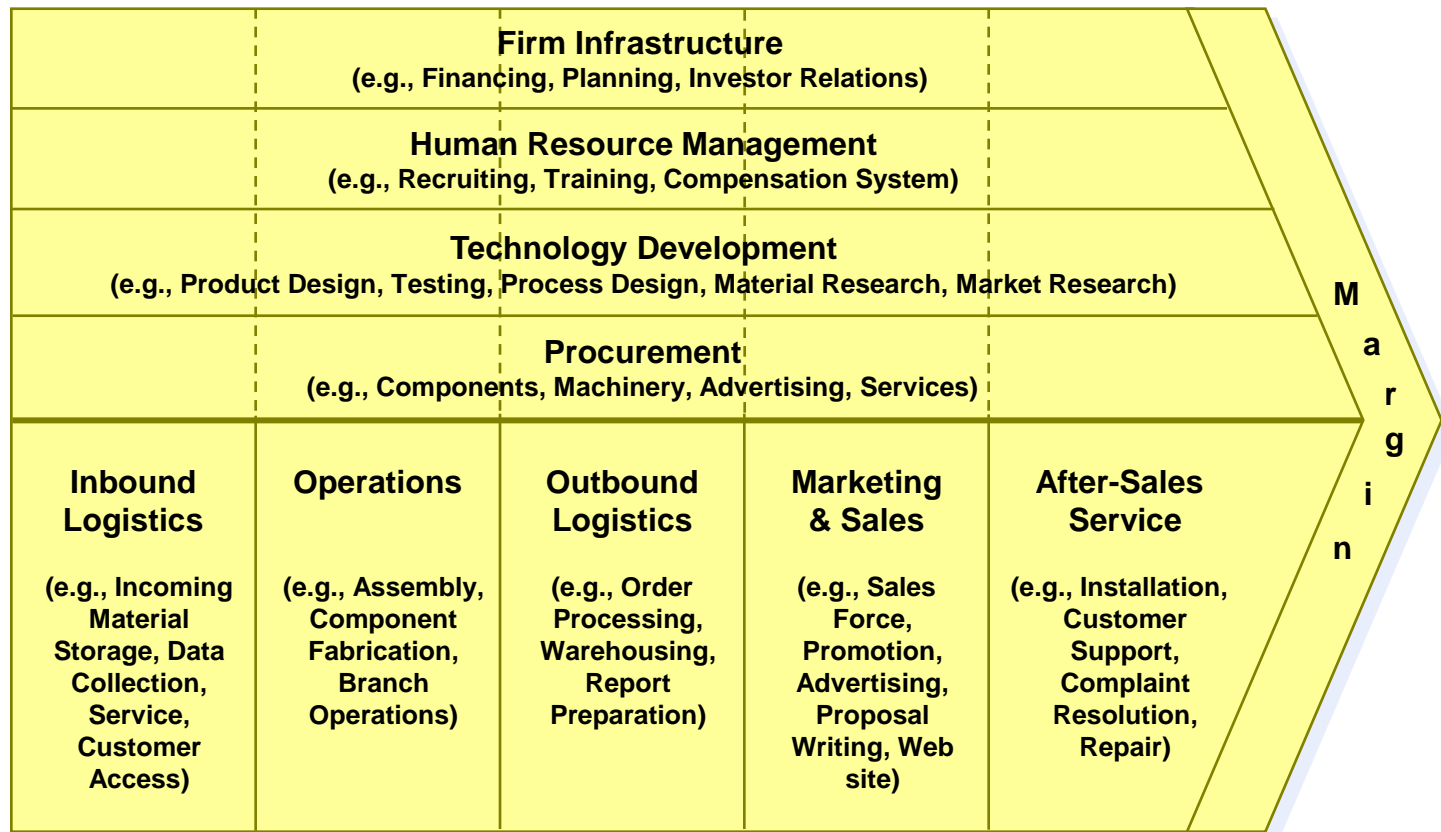 Firm Infrastructure
(e.g., Financing, Planning, Investor Relations)
Human Resource Management
(e.g., Recruiting, Training, Compensation System)
Technology Development
(e.g., Product Design, Testing, Process Design, Material Research, Market Research)
Procurement
(e.g., Components, Machinery, Advertising, Services)
Inbound
Logistics
(e.g., Incoming
Material
Storage, Data
Collection,
Service,
Customer
Access)
Operations
(e.g., Assembly,
Component
Fabrication,
Branch
Operations)
Outbound
Logistics
(e.g., Order
Processing,
Warehousing,
Report
Preparation)
Marketing
& Sales
(e.g., Sales
Force,
Promotion,
Advertising,
Proposal
Writing, Web
site)
After-Sales
Service
(e.g., Installation,
Customer
Support,
Complaint
Resolution,
Repair)
Margin